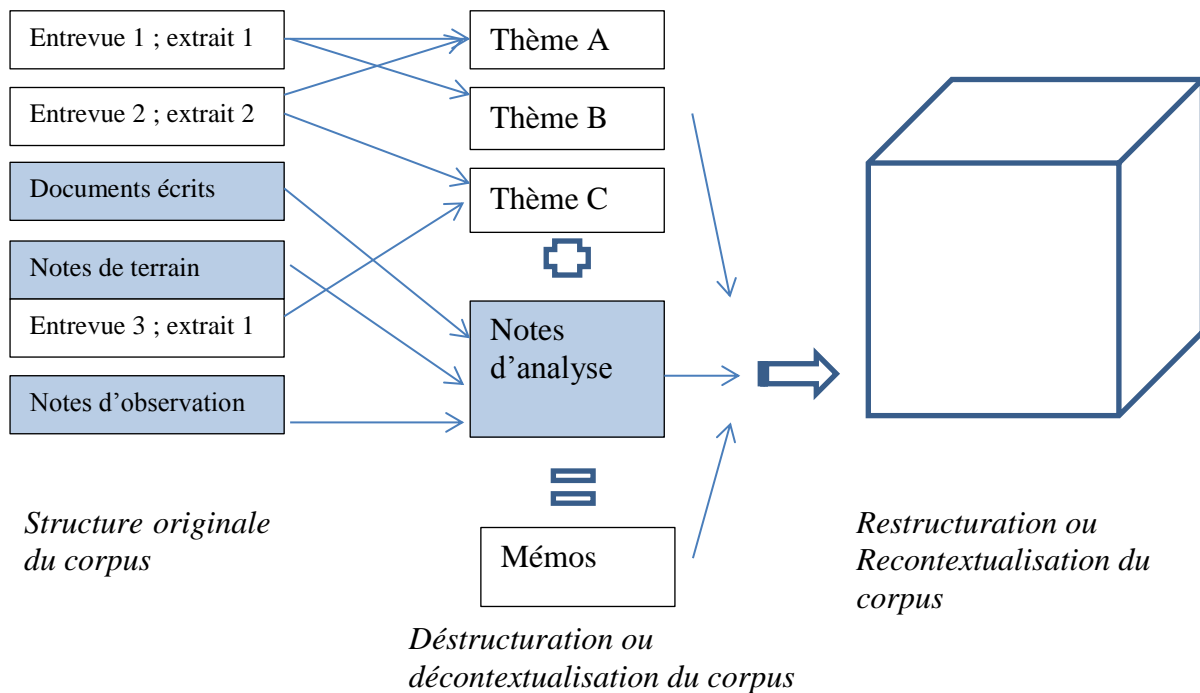 Entrevue 1 ; extrait 1
Entrevue 2 ; extrait 2
Documents écrits
Notes de terrain
Entrevue 3 ; extrait 1
Notes d’observation
Structure originale
du corpus
Thème A
Thème B
Thème C
Notes
d’analyse
Mémos
Déstructuration ou
décontextualisation du corpus
Restructuration ou
Recontextualisation du
corpus